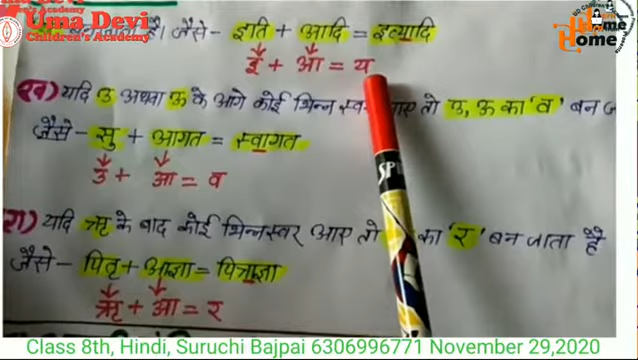 Uma Devi
Children's Academy
Home
Home
है। जैसे- इति + आदि = इत्यादि
इ + आ = य
(ख) यदि उ अथवा ऊ के आगे कोई भिन्न स्वर आए तो उ, ऊ का 'व' बन
जैसे - सु + आगत = स्वागत
उ + आ = व
(ग) यदि ऋ के बाद कोई भिन्न स्वर आए तो का 'र' बन जाता है
जैसे - पितृ + आज्ञा = पित्राज्ञा
ऋ + आ = र
Class 8th, Hindi, Suruchi Bajpai 6306996771 November 29,2020